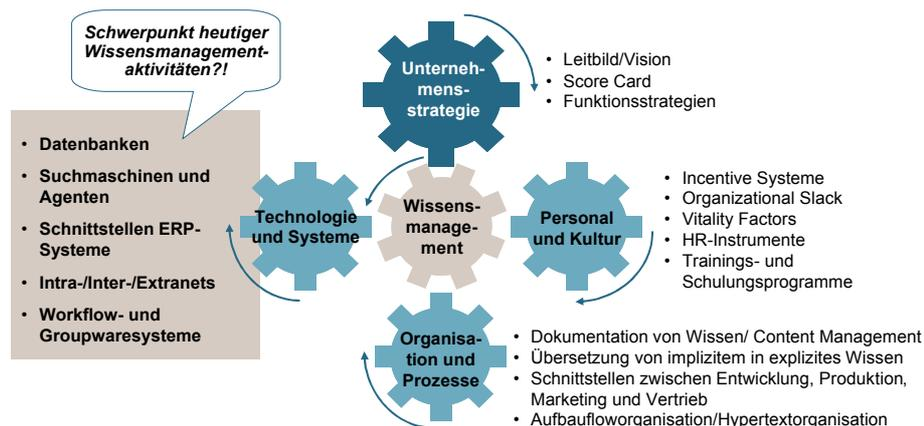 Schwerpunkt heutiger
Wissensmanagement-
aktivitäten?!
Unterneh-
mens-
strategie
• Leitbild/Vision
• Score Card
• Funktionsstrategien
• Datenbanken
• Suchmaschinen und
Agenten
• Schnittstellen ERP-
Systeme
• Intra-/Inter-/Extranets
• Workflow- und
Groupwaresysteme
Technologie
und Systeme
Wissens-
manage-
ment
Personal
und Kultur
• Incentive Systeme
• Organizational Slack
• Vitality Factors
• HR-Instrumente
• Trainings- und
Schulungsprogramme
Organisa-
tion und
Prozesse
• Dokumentation von Wissen/ Content Management
• Übersetzung von implizitem in explizites Wissen
• Schnittstellen zwischen Entwicklung, Produktion,
Marketing und Vertrieb
• Aufbaufloworganisation/Hypertextorganisation